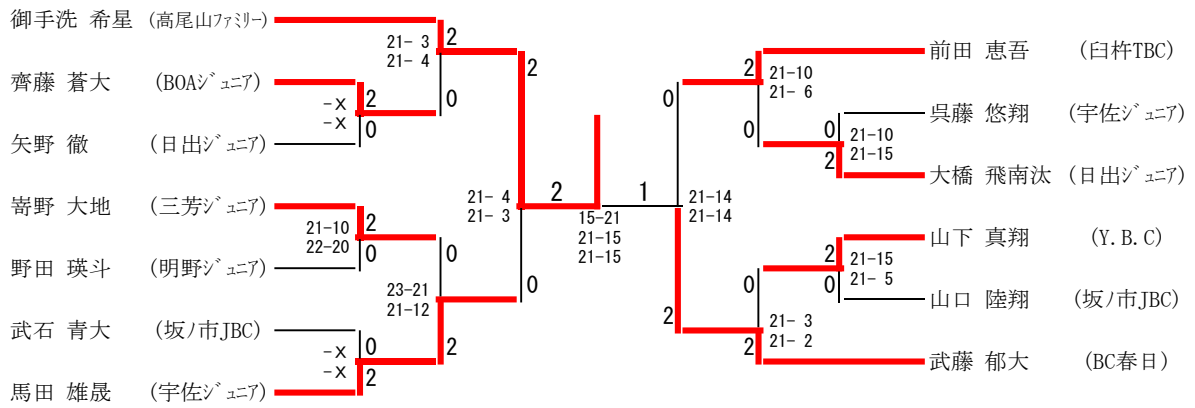 御手洗 希星 (高尾山ファミリー)
21- 3
21- 4
2
0
齊藤 蒼大 (BOAジュニア)
-X
-X
2
0
矢野 徹 (日出ジュニア)
嵜野 大地 (三芳ジュニア)
21-10
22-20
2
0
野田 瑛斗 (明野ジュニア)
23-21
21-12
0
2
武石 青大 (坂ノ市JBC)
-X
-X
0
2
馬田 雄晟 (宇佐ジュニア)
2
21- 4
21- 3
0
2
15-21
21-15
21-15
1
0
21-14
21-14
2
前田 恵吾 (臼杵TBC)
2
21-10
21- 6
0
呉藤 悠翔 (宇佐ジュニア)
0
21-10
21-15
2
大橋 飛南汰 (日出ジュニア)
山下 真翔 (Y.B.C)
2
21-15
21- 5
0
山口 陸翔 (坂ノ市JBC)
0
21- 3
21- 2
2
武藤 郁大 (BC春日)